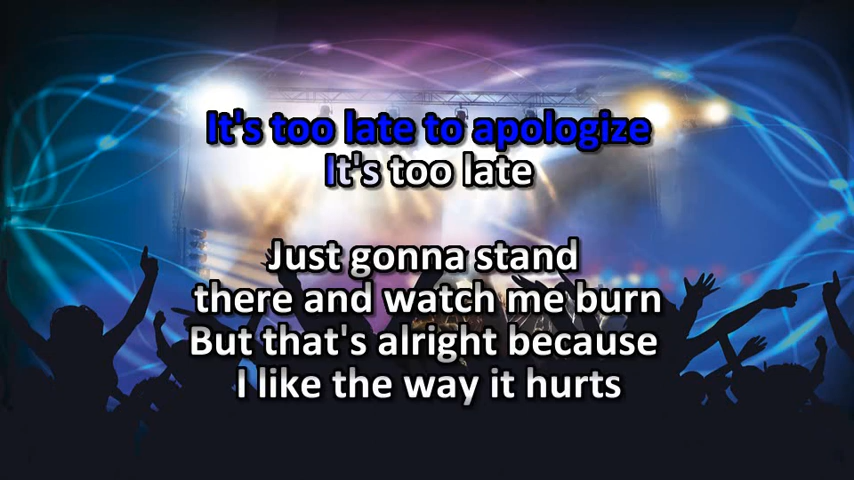 It's too late to apologize
It's too late
Just gonna stand
there and watch me burn
But that's alright because
I like the way it hurts